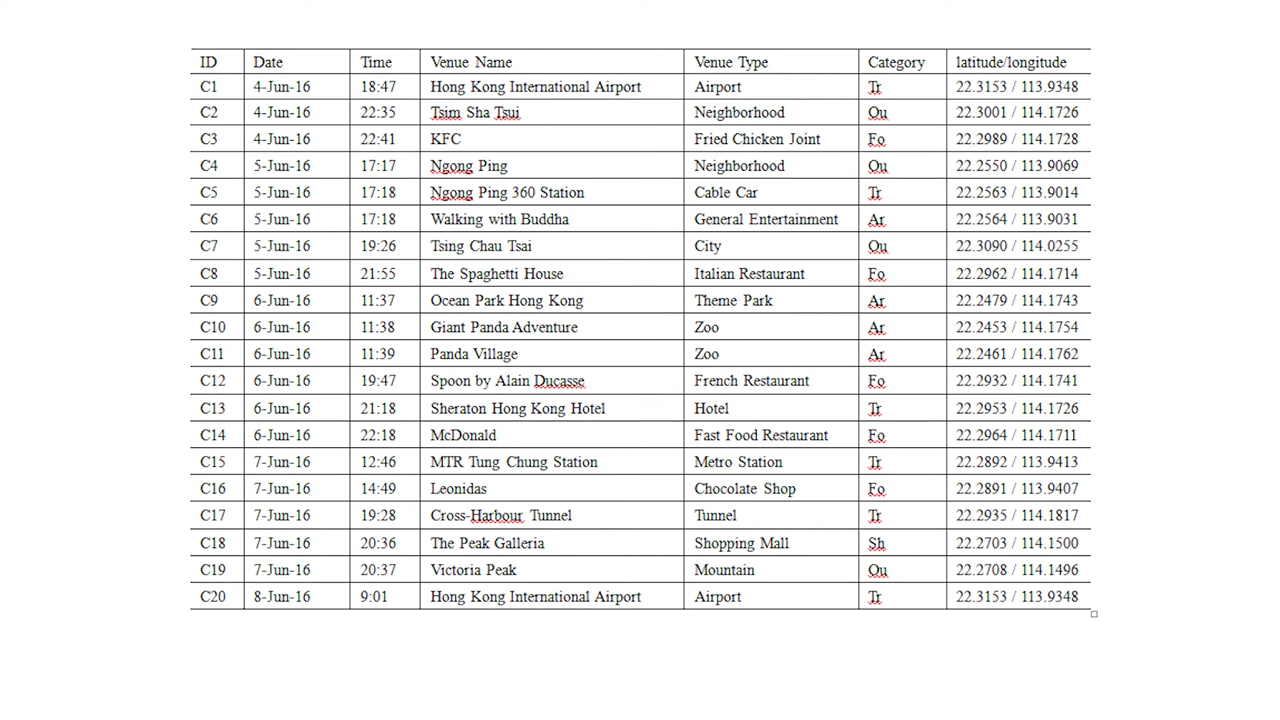 ID Date Time Venue Name Venue Type Category latitude/longitude
C1 4-Jun-16 18:47 Hong Kong International Airport Airport Tr 22.3153 / 113.9348
C2 4-Jun-16 22:35 Tsim Sha Tsui Neighborhood Ou 22.3001 / 114.1726
C3 4-Jun-16 22:41 KFC Fried Chicken Joint Fo 22.2989 / 114.1728
C4 5-Jun-16 17:17 Ngong Ping Neighborhood Ou 22.2550 / 113.9069
C5 5-Jun-16 17:18 Ngong Ping 360 Station Cable Car Tr 22.2563 / 113.9014
C6 5-Jun-16 17:18 Walking with Buddha General Entertainment Ar 22.2564 / 113.9031
C7 5-Jun-16 19:26 Tsing Chau Tsai City Ou 22.3090 / 114.0255
C8 5-Jun-16 21:55 The Spaghetti House Italian Restaurant Fo 22.2962 / 114.1714
C9 6-Jun-16 11:37 Ocean Park Hong Kong Theme Park Ar 22.2479 / 114.1743
C10 6-Jun-16 11:38 Giant Panda Adventure Zoo Ar 22.2453 / 114.1754
C11 6-Jun-16 11:39 Panda Village Zoo Ar 22.2461 / 114.1762
C12 6-Jun-16 19:47 Spoon by Alain Ducasse French Restaurant Fo 22.2932 / 114.1741
C13 6-Jun-16 21:18 Sheraton Hong Kong Hotel Hotel Tr 22.2953 / 114.1726
C14 6-Jun-16 22:18 McDonald Fast Food Restaurant Fo 22.2964 / 114.1711
C15 7-Jun-16 12:46 MTR Tung Chung Station Metro Station Tr 22.2892 / 113.9413
C16 7-Jun-16 14:49 Leonidas Chocolate Shop Fo 22.2891 / 113.9407
C17 7-Jun-16 19:28 Cross-Harbour Tunnel Tunnel Tr 22.2935 / 114.1817
C18 7-Jun-16 20:36 The Peak Galleria Shopping Mall Sh 22.2703 / 114.1500
C19 7-Jun-16 20:37 Victoria Peak Mountain Ou 22.2708 / 114.1496
C20 8-Jun-16 9:01 Hong Kong International Airport Airport Tr 22.3153 / 113.9348